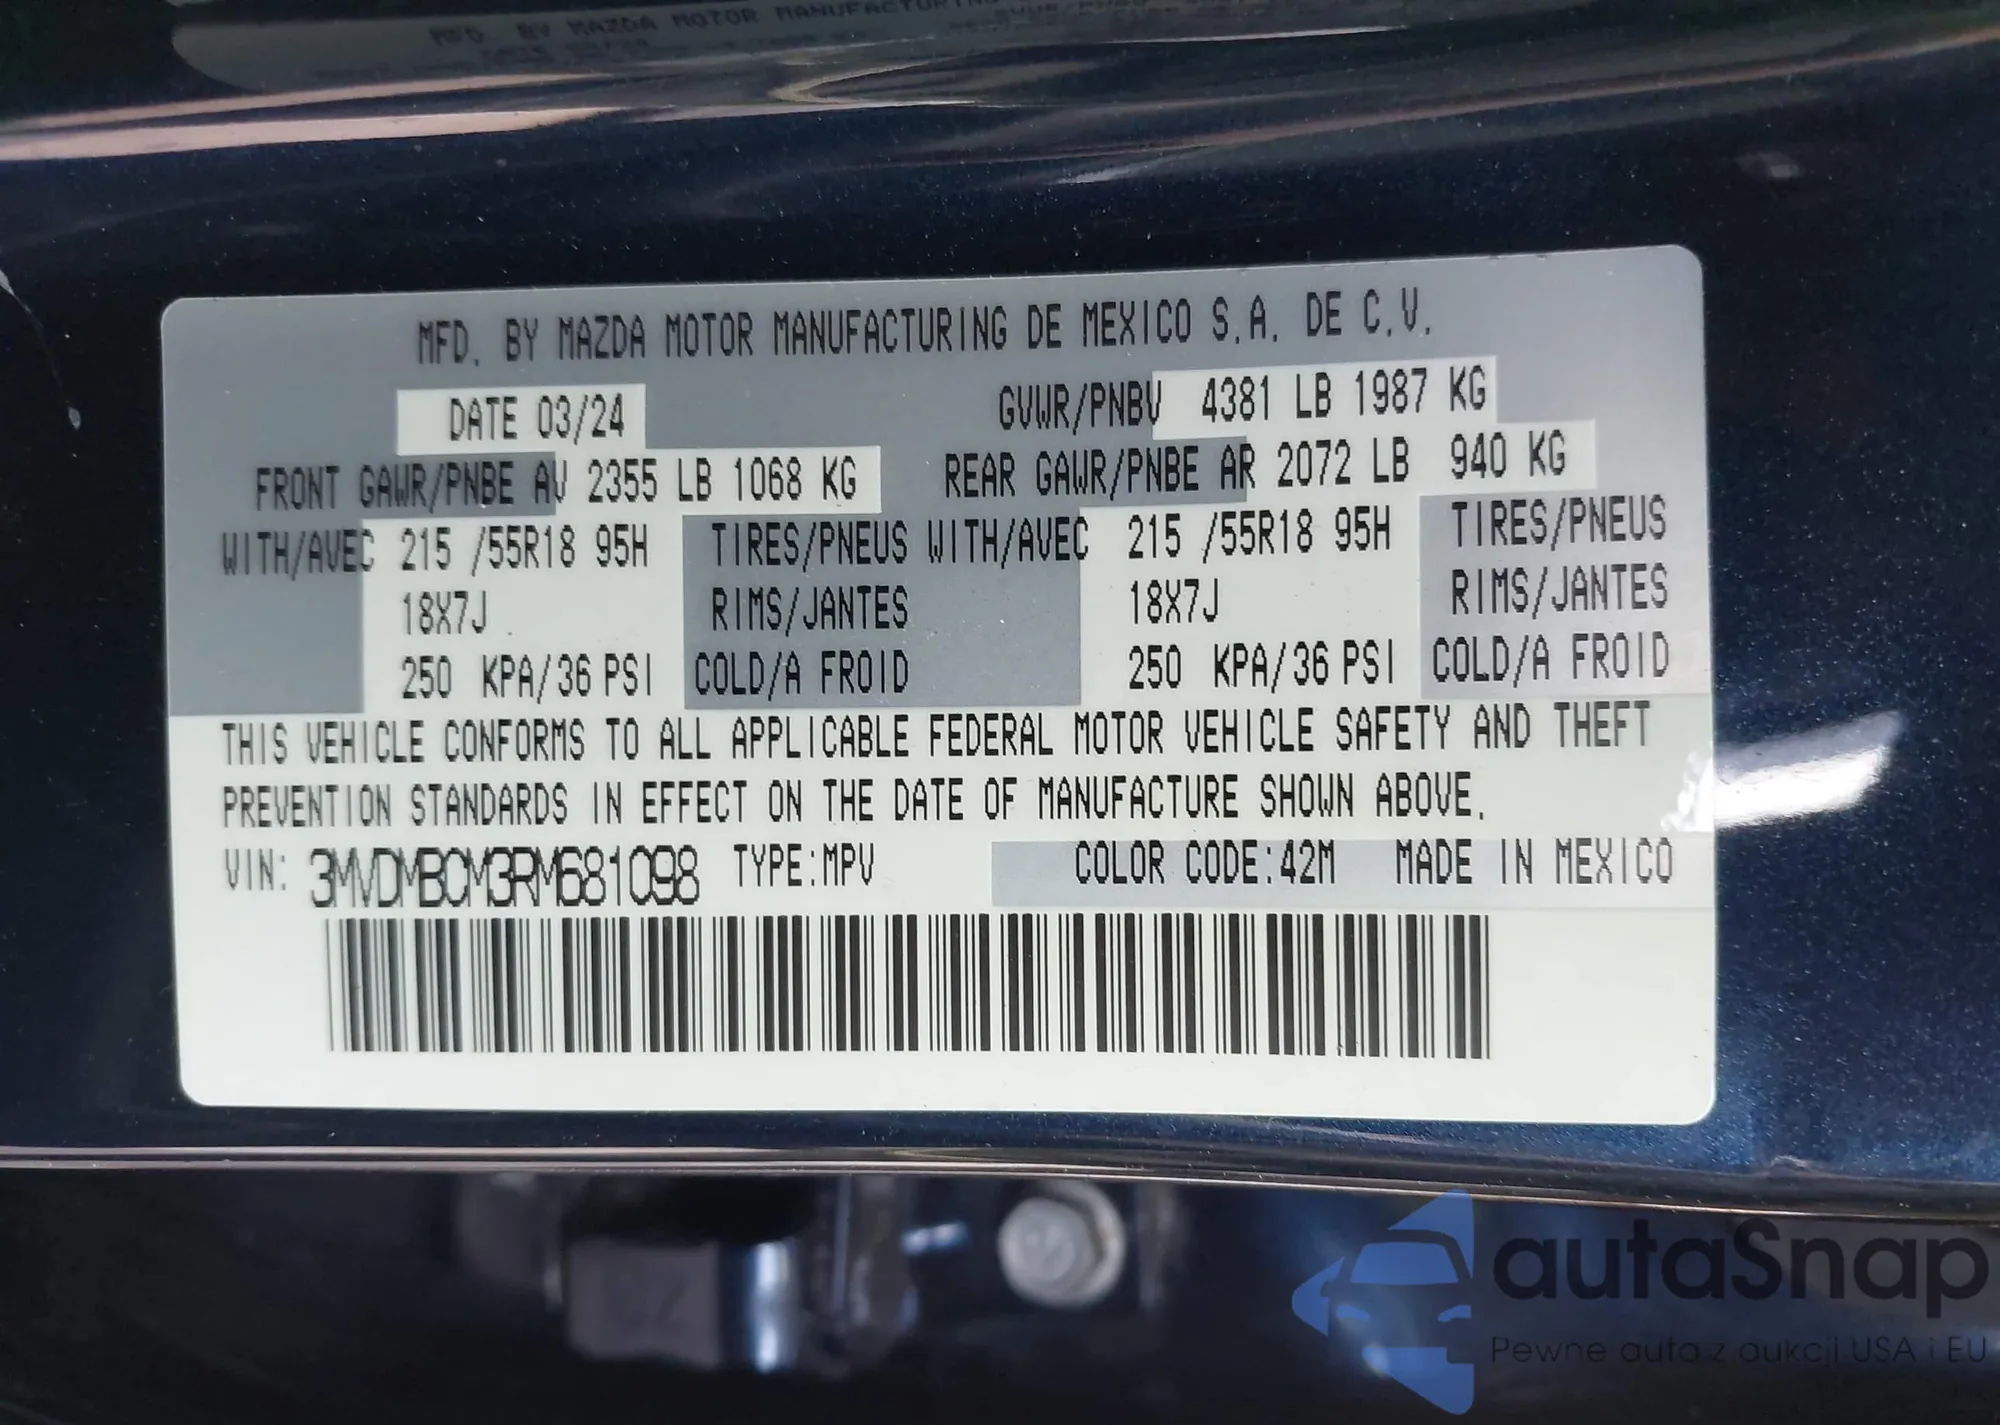 MFD. BY MAZDA MOTOR MANUFACTURING
MFD. BY MAZDA MOTOR MANUFACTURING DE MEXICO S.A. DE C.V.
DATE 03/24 GVWR/PNBV 4381 LB 1987 KG
FRONT GAWR/PNBE AV 2355 LB 1068 KG REAR GAWR/PNBE AR 2072 LB 940 KG
WITH/AVEC 215 /55R18 95H TIRES/PNEUS WITH/AVEC 215 /55R18 95H TIRES/PNEUS
18X7J RIMS/JANTES 18X7J RIMS/JANTES
250 KPA/36 PSI COLD/A FROID 250 KPA/36 PSI COLD/A FROID
THIS VEHICLE CONFORMS TO ALL APPLICABLE FEDERAL MOTOR VEHICLE SAFETY AND THEFT
PREVENTION STANDARDS IN EFFECT ON THE DATE OF MANUFACTURE SHOWN ABOVE.
VIN: 3MVDMBCM3RM681098 TYPE:MPV COLOR CODE:42M MADE IN MEXICO
autaSnap
Pewne auta z aukcji USA i EU